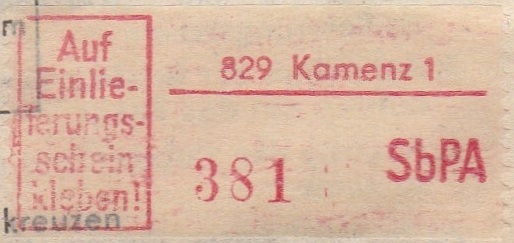 m
Auf
Einlie-
ferungs-
schein
kleben!
kreuzen
829 Kamenz 1
381
SbPA